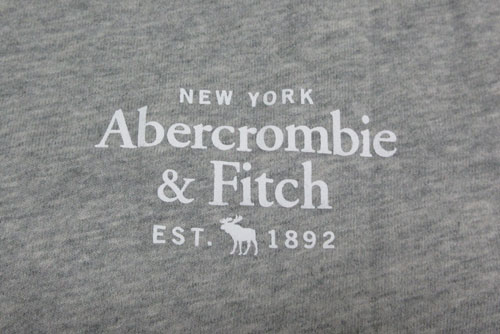 NEW YORK
Abercrombie
& Fitch
EST. 1892